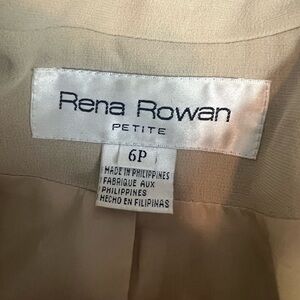 Rena Rowan
PETITE
6P
MADE IN PHILIPPINES
FABRIQUE AUX
PHILIPPINES
HECHO EN FILIPINAS